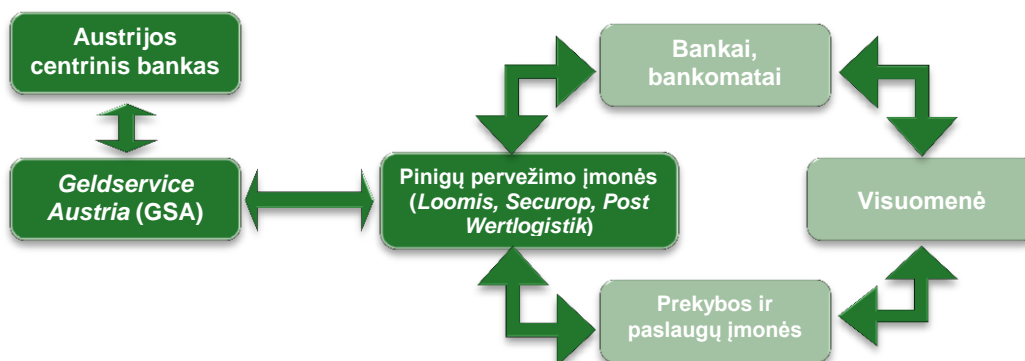 Austrijos
centrinis bankas
Geldservice
Austria (GSA)
Pinigų pervežimo įmonės
(Loomis, Securop, Post
Wertlogistik)
Bankai,
bankomatai
Visuomenė
Prekybos ir
paslaugų įmonės